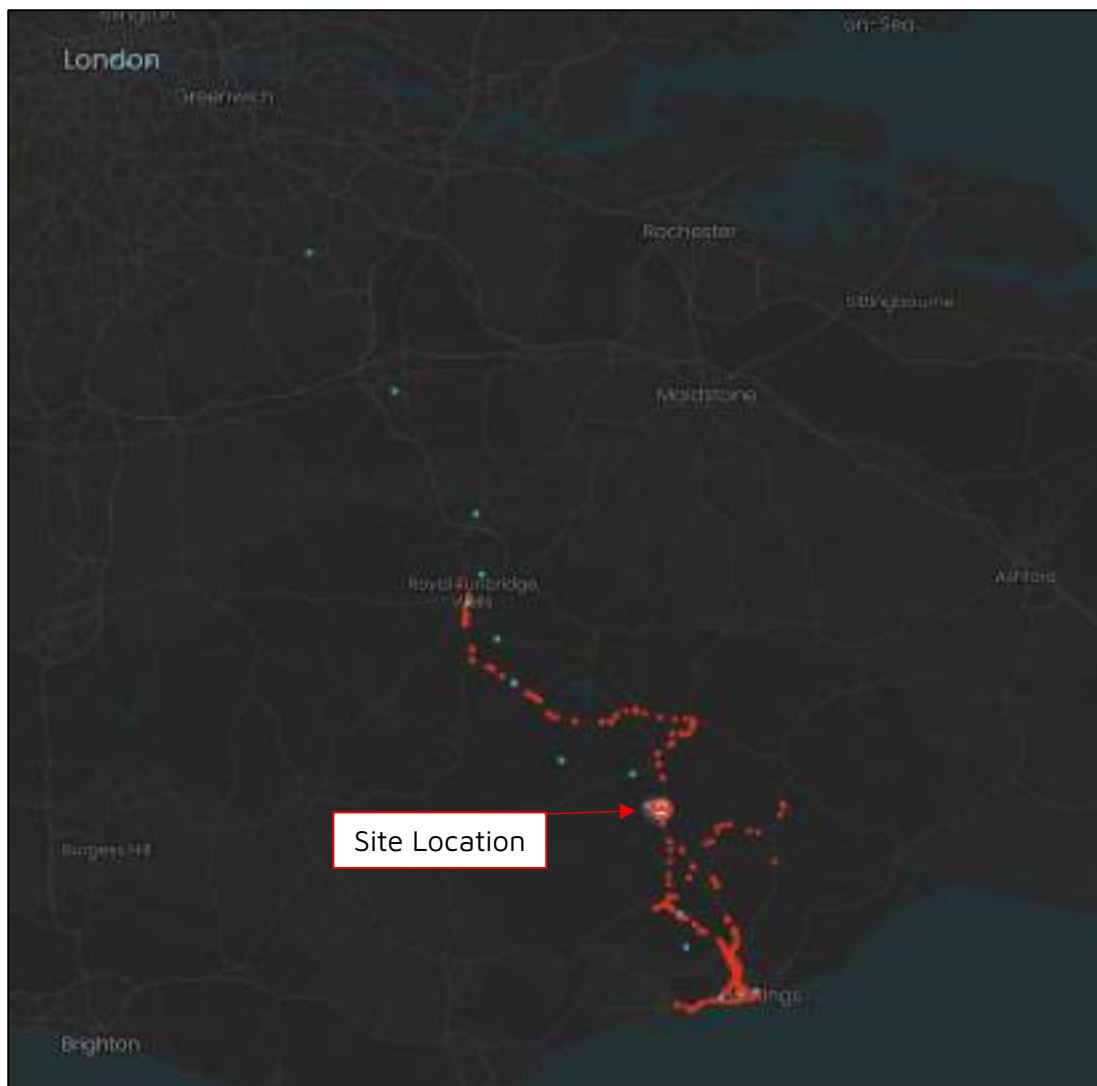 London
Greenwich
Rochester
Sittingbourne
Maidstone
Ashford
Royal Tunbridge
Wells
Site Location
Burgess Hill
Brighton